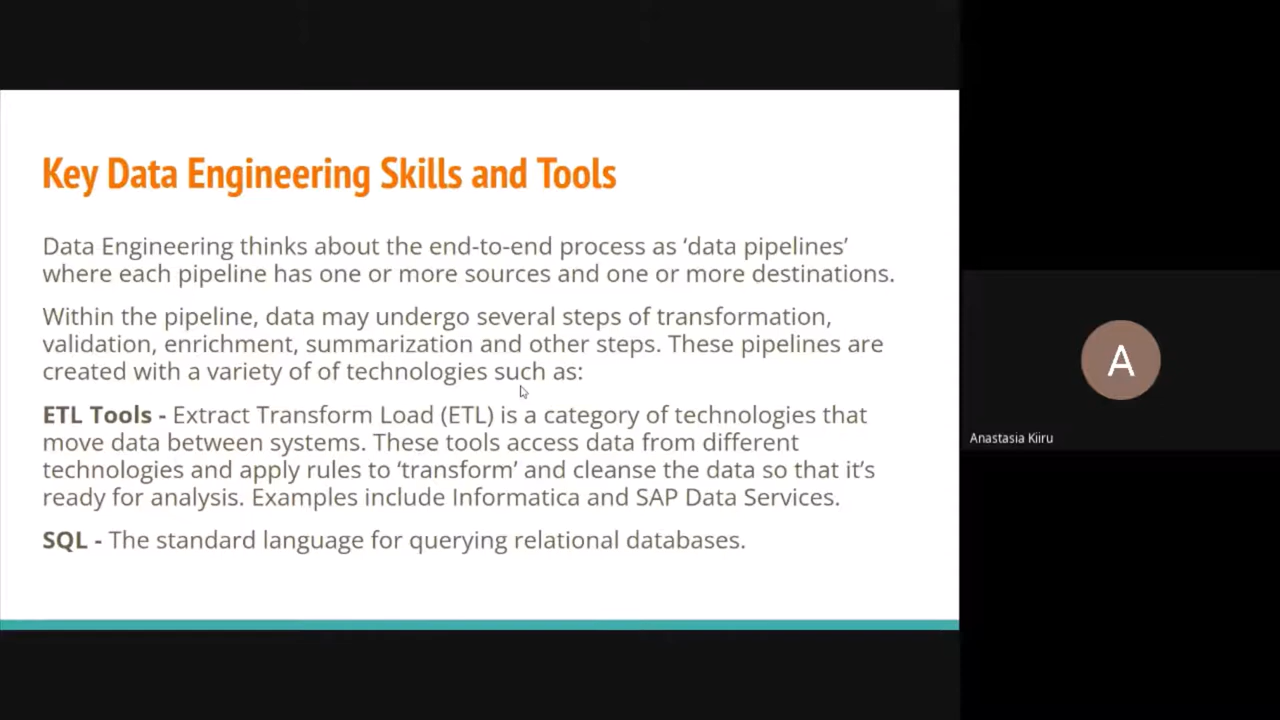 Key Data Engineering Skills and Tools
Data Engineering thinks about the end-to-end process as ‘data pipelines’
where each pipeline has one or more sources and one or more destinations.
Within the pipeline, data may undergo several steps of transformation,
validation, enrichment, summarization and other steps. These pipelines are
created with a variety of of technologies such as:
ETL Tools - Extract Transform Load (ETL) is a category of technologies that
move data between systems. These tools access data from different
technologies and apply rules to ‘transform’ and cleanse the data so that it’s
ready for analysis. Examples include Informatica and SAP Data Services.
SQL - The standard language for querying relational databases.
A
Anastasia Kiiru